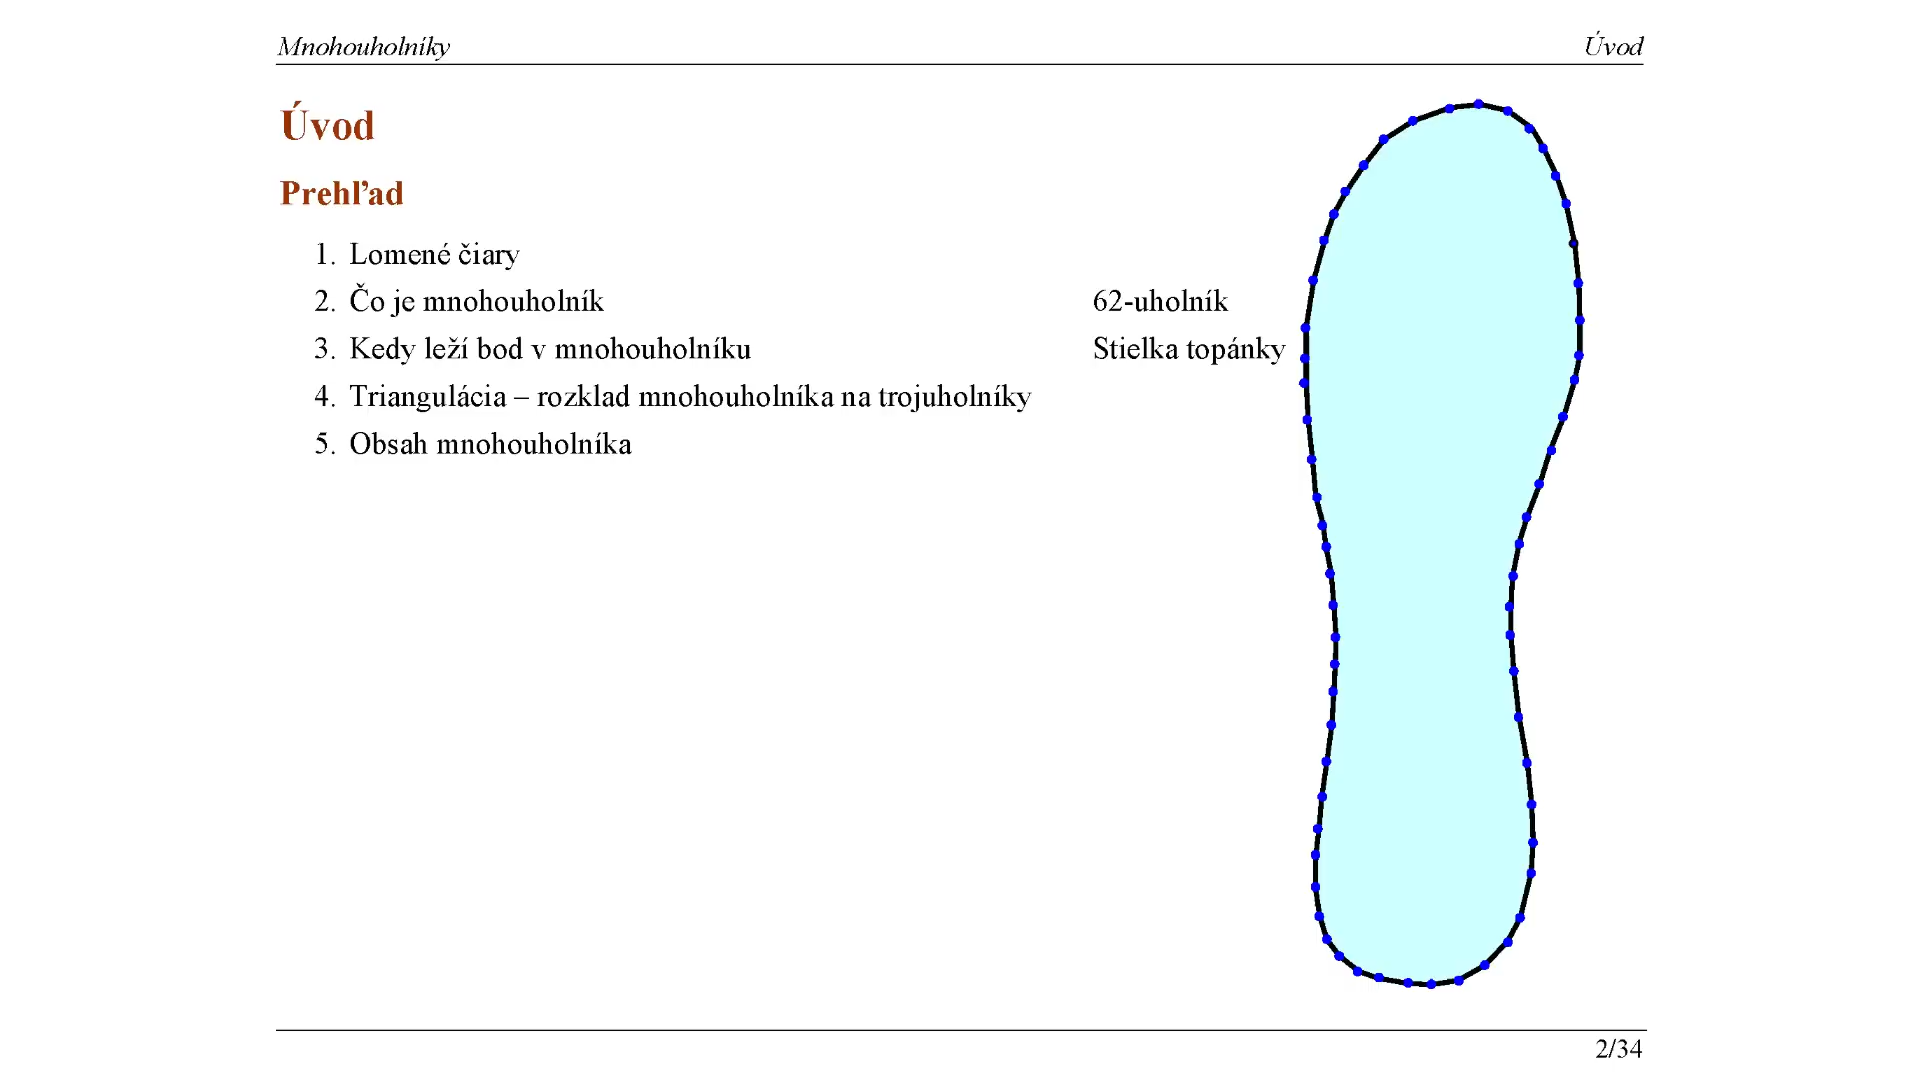 Mnohouholníky Úvod
Úvod
Prehľad
1. Lomené čiary
2. Čo je mnohouholník
3. Kedy leží bod v mnohouholníku
4. Triangulácia – rozklad mnohouholníka na trojuholníky
5. Obsah mnohouholníka
62-uholník
Stielka topánky
2/34